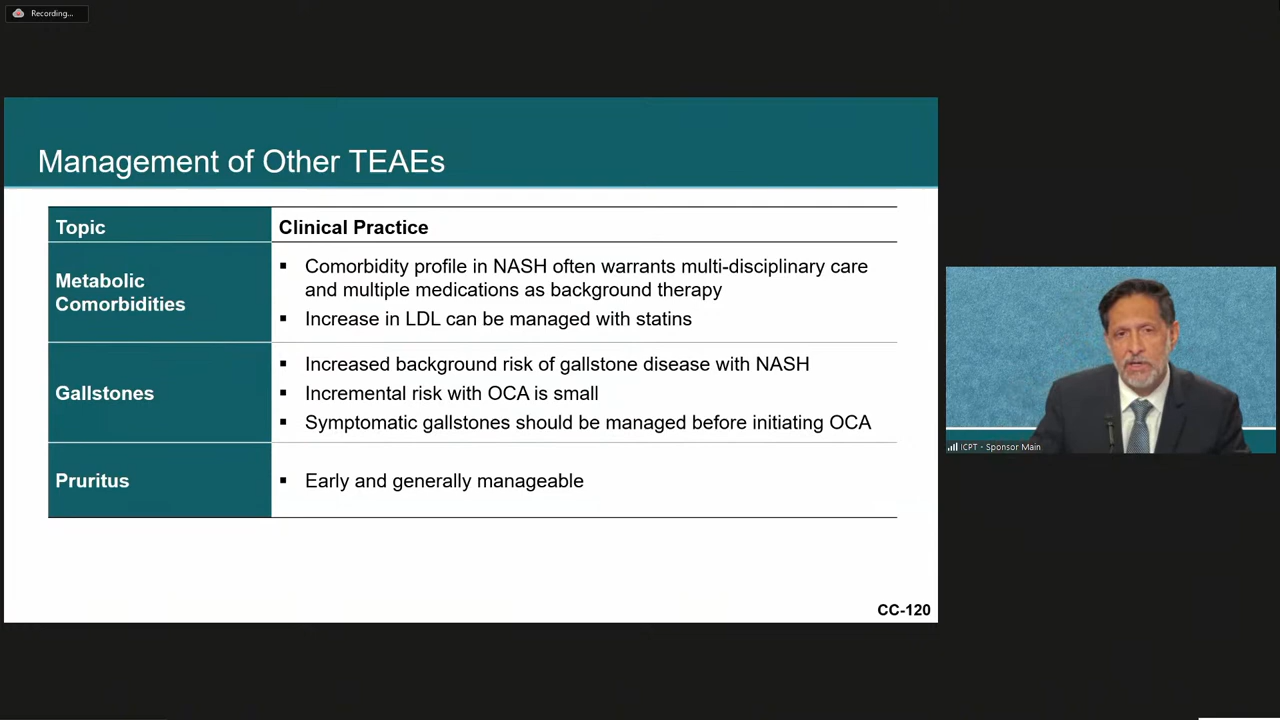 Recording...
Management of Other TEAEs
Topic
Clinical Practice
Metabolic
Comorbidities
▪ Comorbidity profile in NASH often warrants multi-disciplinary care
and multiple medications as background therapy
▪ Increase in LDL can be managed with statins
Gallstones
▪ Increased background risk of gallstone disease with NASH
▪ Incremental risk with OCA is small
▪ Symptomatic gallstones should be managed before initiating OCA
Pruritus
▪ Early and generally manageable
CC-120
ICPT - Sponsor Main